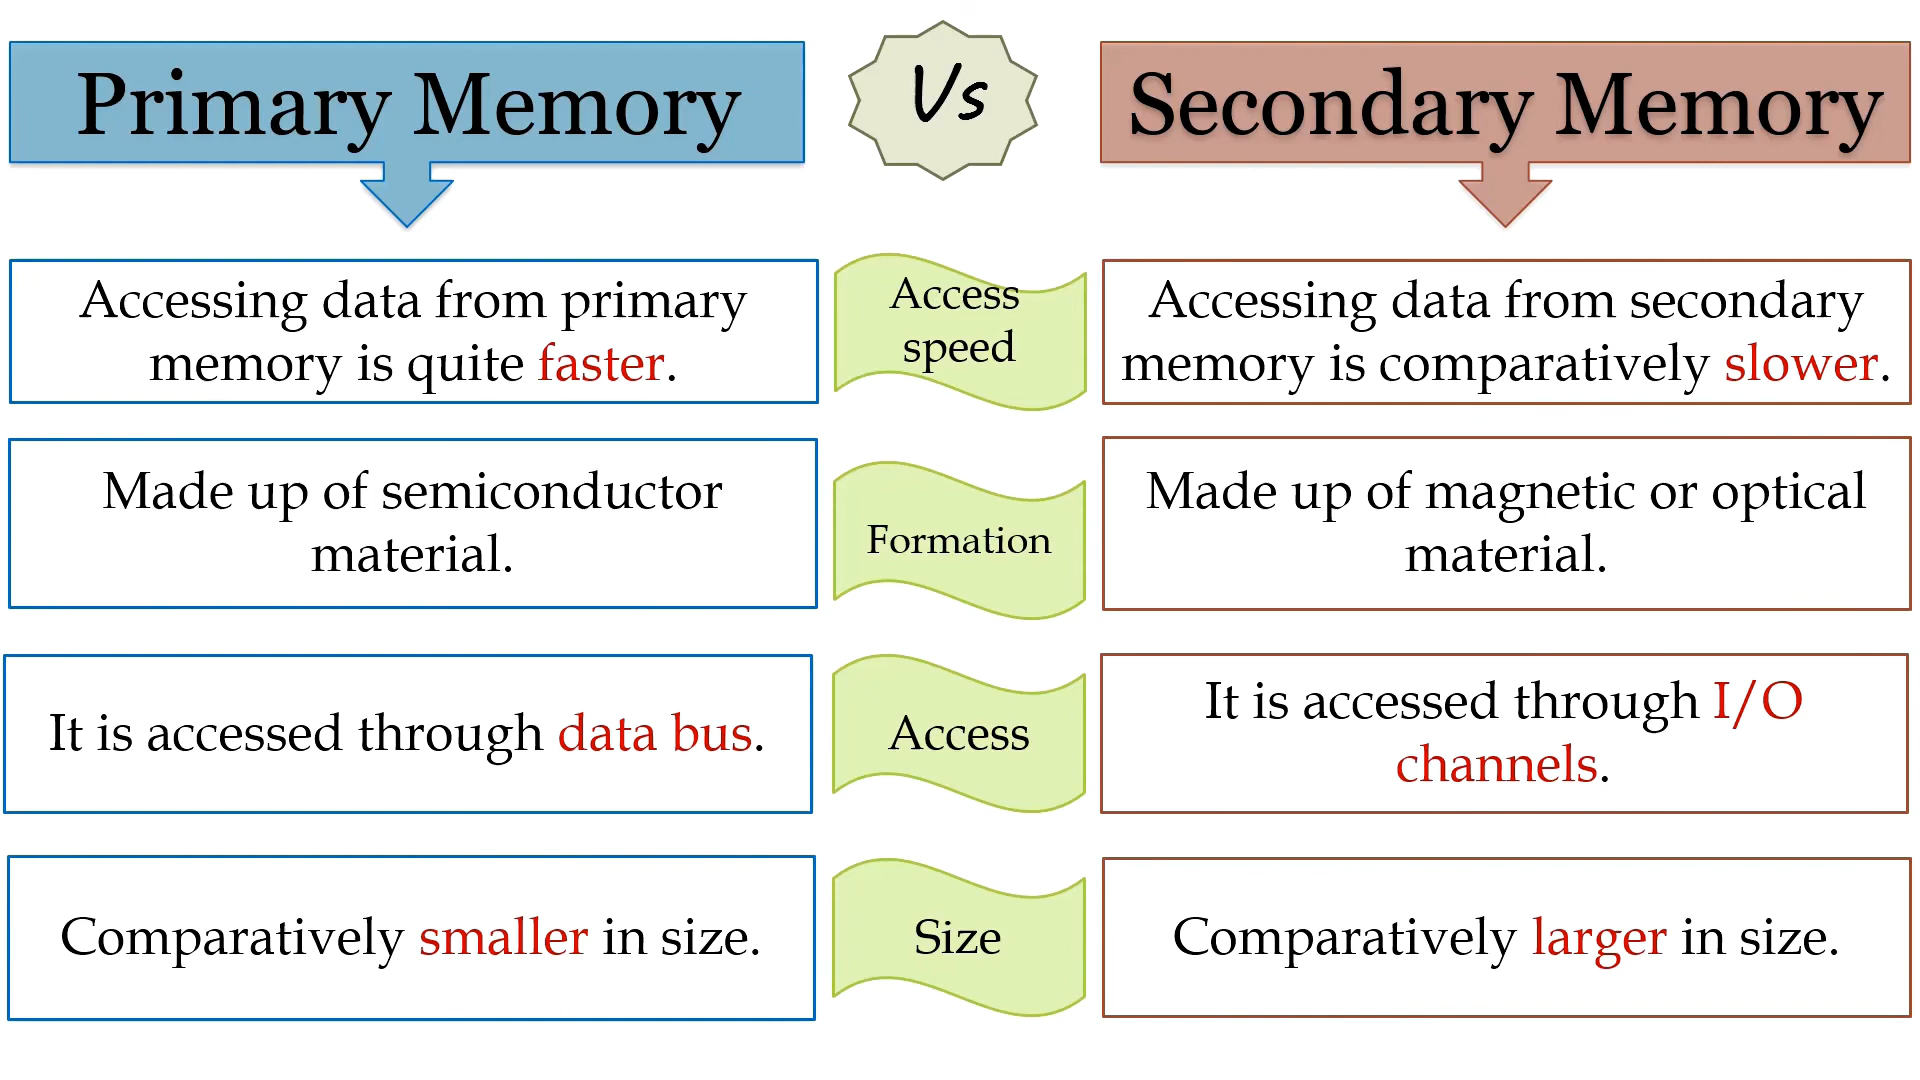 Primary Memory
Vs
Secondary Memory
Accessing data from primary
memory is quite faster.
Access
speed
Accessing data from secondary
memory is comparatively slower.
Made up of semiconductor
material.
Formation
Made up of magnetic or optical
material.
It is accessed through data bus.
Access
It is accessed through I/O
channels.
Comparatively smaller in size.
Size
Comparatively larger in size.